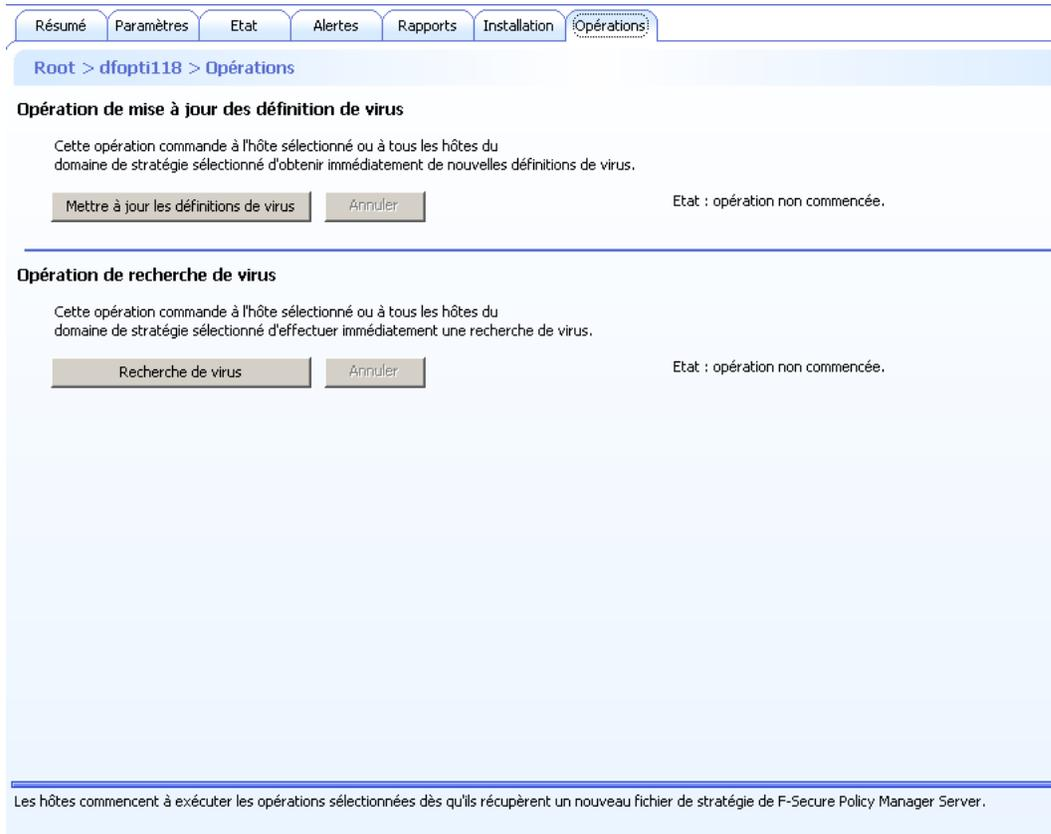 Résumé Paramètres Etat Alertes Rapports Installation Opérations
Root > dfopti118 > Opérations
Opération de mise à jour des définition de virus
Cette opération commande à l'hôte sélectionné ou à tous les hôtes du
domaine de stratégie sélectionné d'obtenir immédiatement de nouvelles définitions de virus.
Mettre à jour les définitions de virus Annuler Etat : opération non commencée.
Opération de recherche de virus
Cette opération commande à l'hôte sélectionné ou à tous les hôtes du
domaine de stratégie sélectionné d'effectuer immédiatement une recherche de virus.
Recherche de virus Annuler Etat : opération non commencée.
Les hôtes commencent à exécuter les opérations sélectionnées dès qu'ils récupèrent un nouveau fichier de stratégie de F-Secure Policy Manager Server.